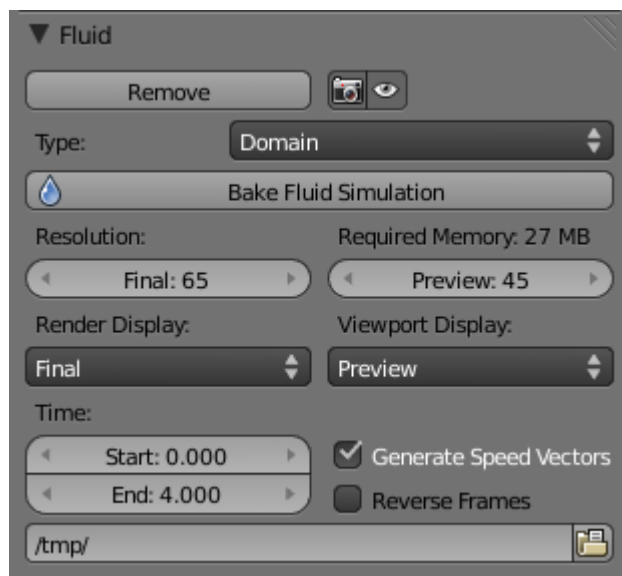 Fluid
Remove
Type: Domain
Bake Fluid Simulation
Resolution: Required Memory: 27 MB
Final: 65 Preview: 45
Render Display: Viewport Display:
Final Preview
Time:
Start: 0.000 Generate Speed Vectors
End: 4.000 Reverse Frames
/tmp/